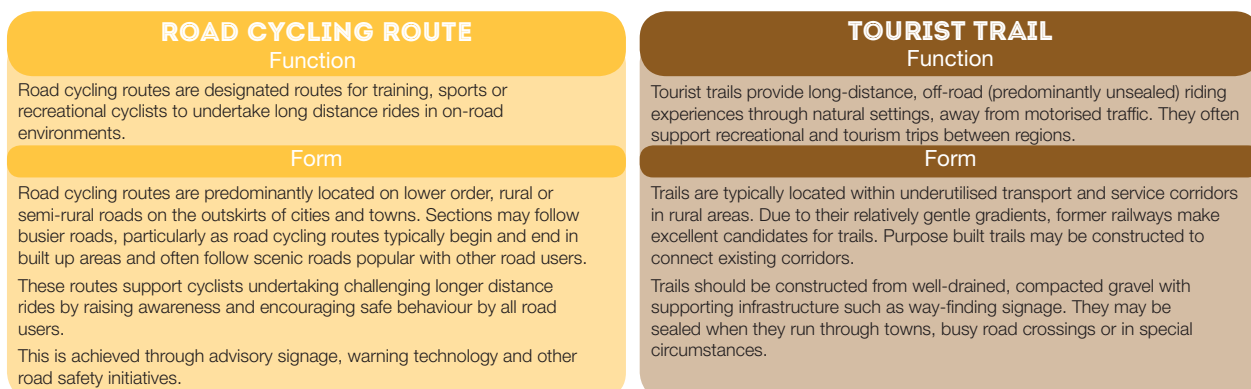 ROAD CYCLING ROUTE
Function
Road cycling routes are designated routes for training, sports or
recreational cyclists to undertake long distance rides in on-road
environments.
Form
Road cycling routes are predominantly located on lower order, rural or
semi-rural roads on the outskirts of cities and towns. Sections may follow
busier roads, particularly as road cycling routes typically begin and end in
built up areas and often follow scenic roads popular with other road users.
These routes support cyclists undertaking challenging longer distance
rides by raising awareness and encouraging safe behaviour by all road
users.
This is achieved through advisory signage, warning technology and other
road safety initiatives.
TOURIST TRAIL
Function
Tourist trails provide long-distance, off-road (predominantly unsealed) riding
experiences through natural settings, away from motorised traffic. They often
support recreational and tourism trips between regions.
Form
Trails are typically located within underutilised transport and service corridors
in rural areas. Due to their relatively gentle gradients, former railways make
excellent candidates for trails. Purpose built trails may be constructed to
connect existing corridors.
Trails should be constructed from well-drained, compacted gravel with
supporting infrastructure such as way-finding signage. They may be
sealed when they run through towns, busy road crossings or in special
circumstances.